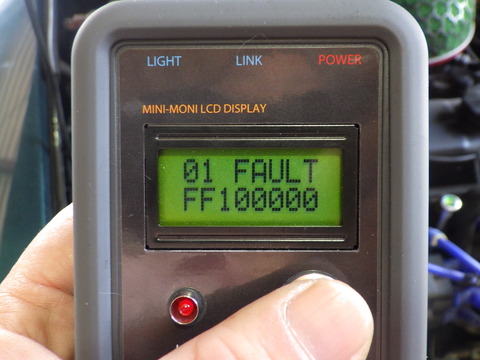 LIGHT LINK POWER
MINI-MONI LCD DISPLAY
01 FAULT
FF100000